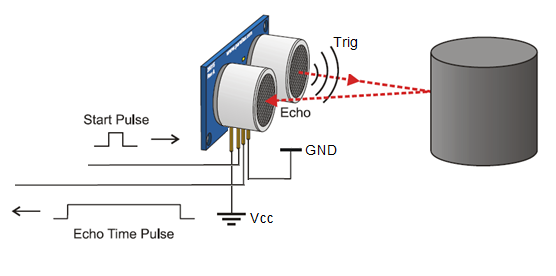 Trig
Echo
Start Pulse
GND
Vcc
Echo Time Pulse